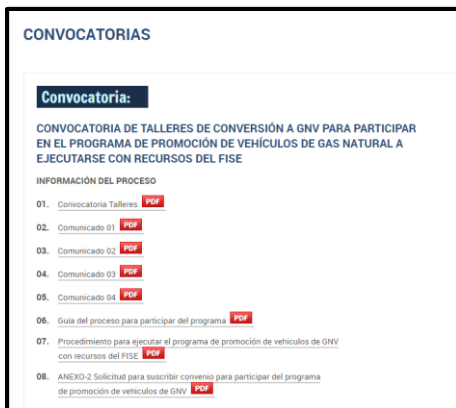 CONVOCATORIAS
Convocatoria:
CONVOCATORIA DE TALLERES DE CONVERSIÓN A GNV PARA PARTICIPAR
EN EL PROGRAMA DE PROMOCIÓN DE VEHÍCULOS DE GAS NATURAL A
EJECUTARSE CON RECURSOS DEL FISE
INFORMACIÓN DEL PROCESO
01. Convocatoria Talleres PDF
02. Comunicado 01 PDF
03. Comunicado 02 PDF
04. Comunicado 03 PDF
05. Comunicado 04 PDF
06. Guía del proceso para participar del programa PDF
07. Procedimiento para ejecutar el programa de promoción de vehiculos de GNV
con recursos del FISE PDF
08. ANEXO-2 Solicitud para suscribir convenio para participar del programa
de promoción de vehiculos de GNV PDF